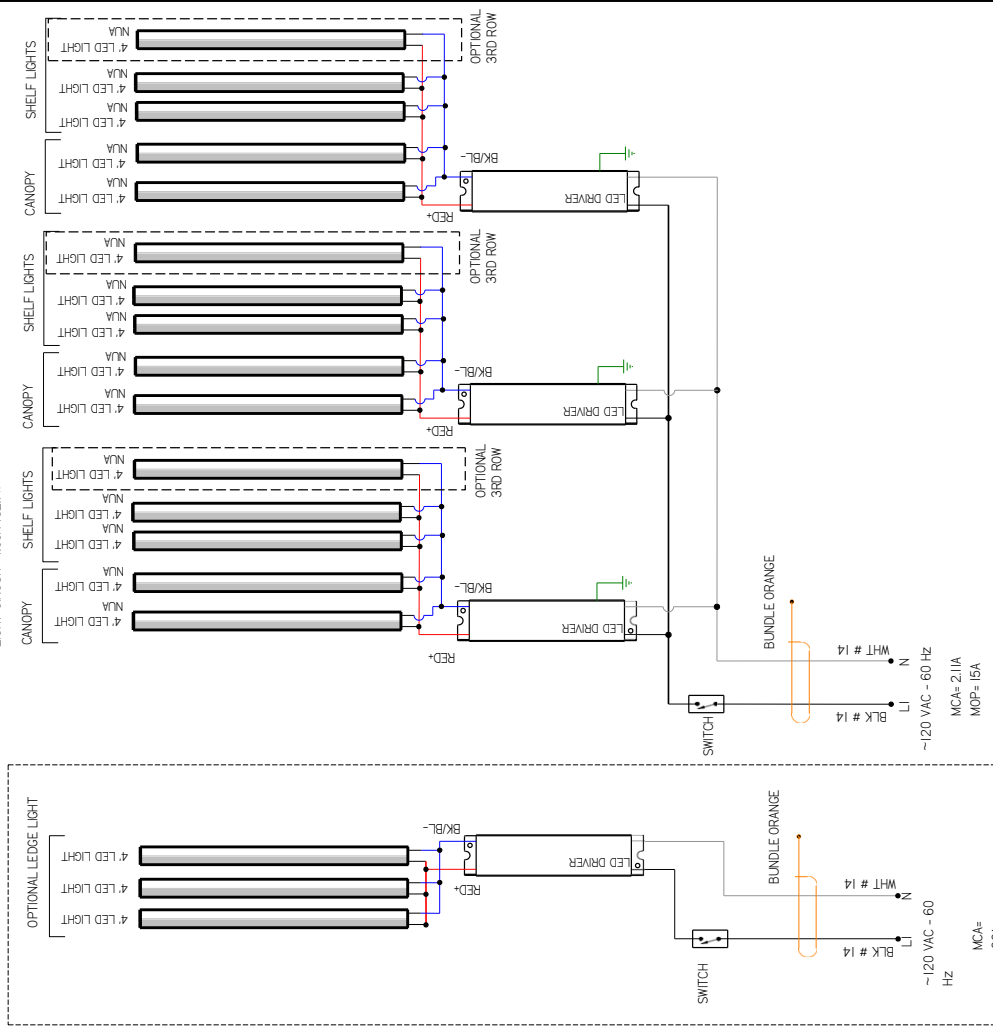 SHELF LIGHTS
NUA
4' LED LIGHT
OPTIONAL
3RD ROW
NUA
4' LED LIGHT
NUA
4' LED LIGHT
CANOPY
NUA
4' LED LIGHT
NUA
4' LED LIGHT
BK/BL-
RED+
LED DRIVER
SHELF LIGHTS
NUA
4' LED LIGHT
OPTIONAL
3RD ROW
NUA
4' LED LIGHT
NUA
4' LED LIGHT
CANOPY
NUA
4' LED LIGHT
NUA
4' LED LIGHT
BK/BL-
RED+
LED DRIVER
SHELF LIGHTS
NUA
4' LED LIGHT
OPTIONAL
3RD ROW
NUA
4' LED LIGHT
NUA
4' LED LIGHT
CANOPY
NUA
4' LED LIGHT
NUA
4' LED LIGHT
BK/BL-
RED+
LED DRIVER
BUNDLE ORANGE
WHT # 14
N
SWITCH
BLK # 14
L1
~120 VAC - 60 Hz
MCA= 2.11A
MOP= 15A
OPTIONAL LEDGE LIGHT
4' LED LIGHT
4' LED LIGHT
4' LED LIGHT
BK/BL-
RED+
LED DRIVER
BUNDLE ORANGE
WHT # 14
N
SWITCH
BLK # 14
L1
~120 VAC - 60
Hz
MCA=